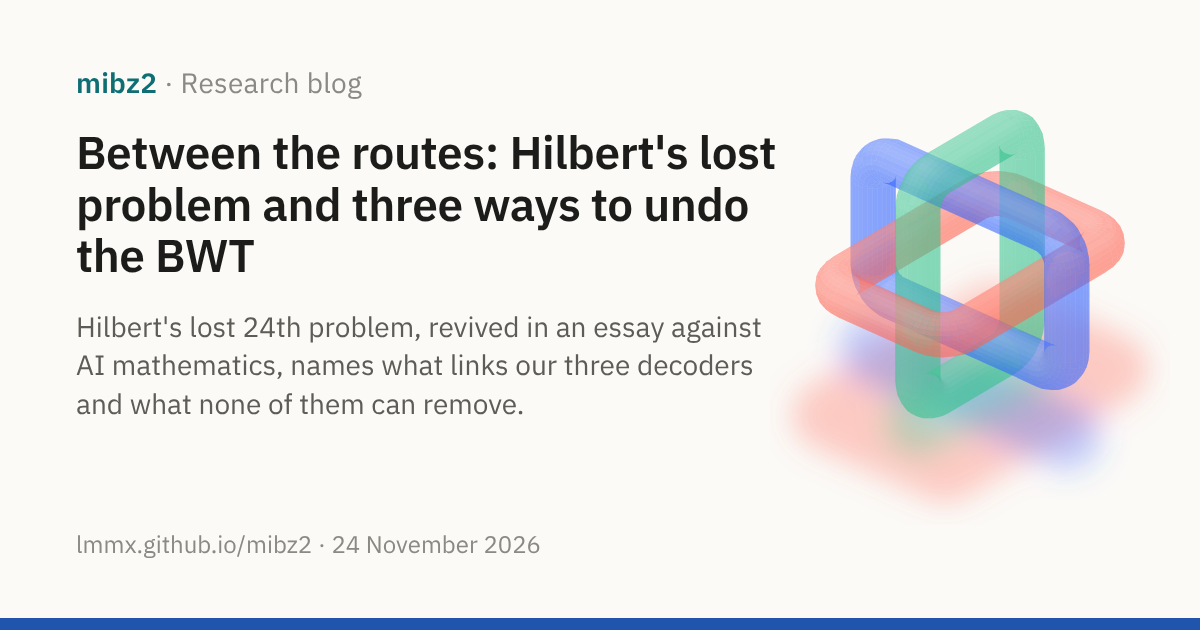 mibz2 · Research blog
Between the routes: Hilbert's lost
problem and three ways to undo
the BWT
Hilbert's lost 24th problem, revived in an essay against
AI mathematics, names what links our three decoders
and what none of them can remove.
lmmx.github.io/mibz2 · 24 November 2026